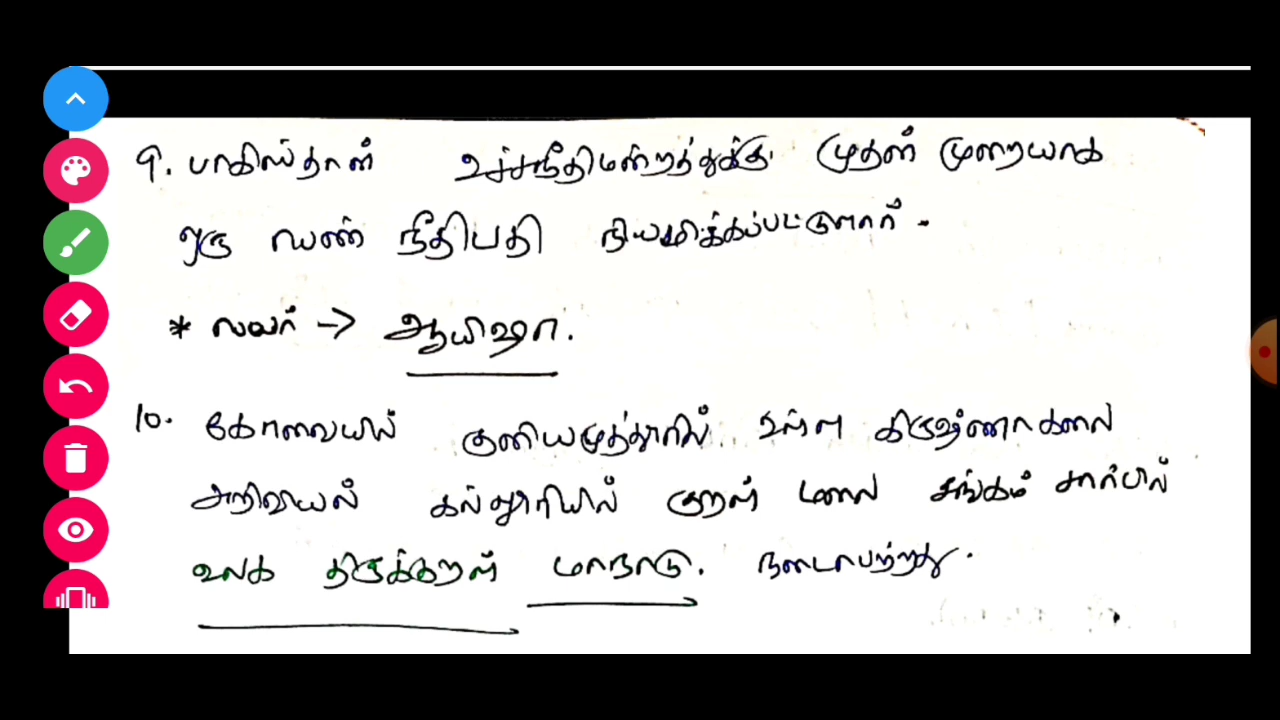 9. பாகிஸ்தான் உச்சநீதிமன்றத்துக்கு முதன் முறையாக
ஒரு பெண் நீதிபதி நியமிக்கப்பட்டுளார்.
* பெயர் → ஆயிஷா.
10. கோவையில் குனியமுத்தூரில் உள்ள கிருஷ்ணாகலை
அறிவியல் கல்லூரியில் குறள் மலை சங்கம் சார்பில்
உலக திருக்குறள் மாநாடு. நடைபெற்றது.